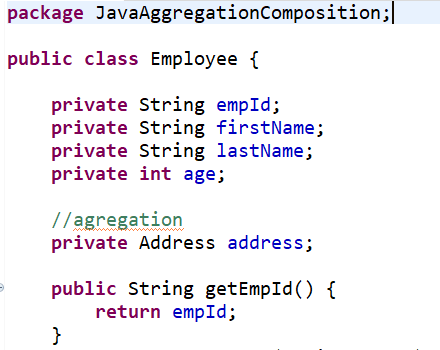 package JavaAggregationComposition;
public class Employee {
private String empId;
private String firstName;
private String lastName;
private int age;
//agregation
private Address address;
public String getEmpId() {
return empId;
}